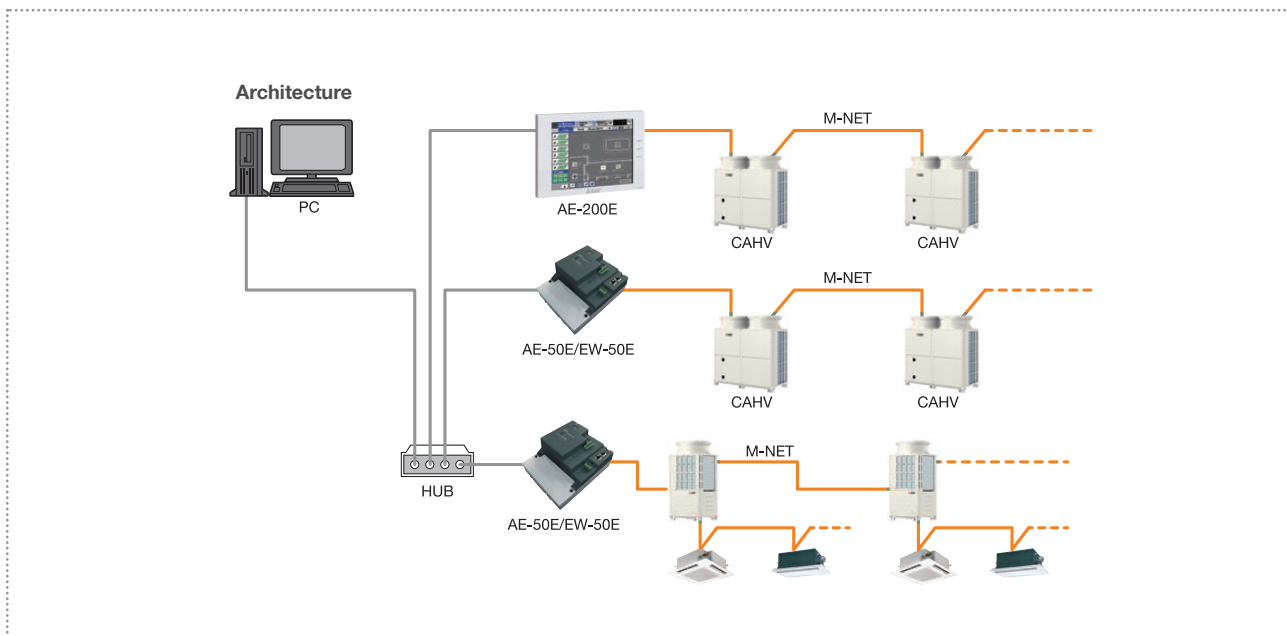 Architecture
PC
AE-200E
M-NET
CAHV
CAHV
AE-50E/EW-50E
M-NET
CAHV
CAHV
HUB
AE-50E/EW-50E
M-NET